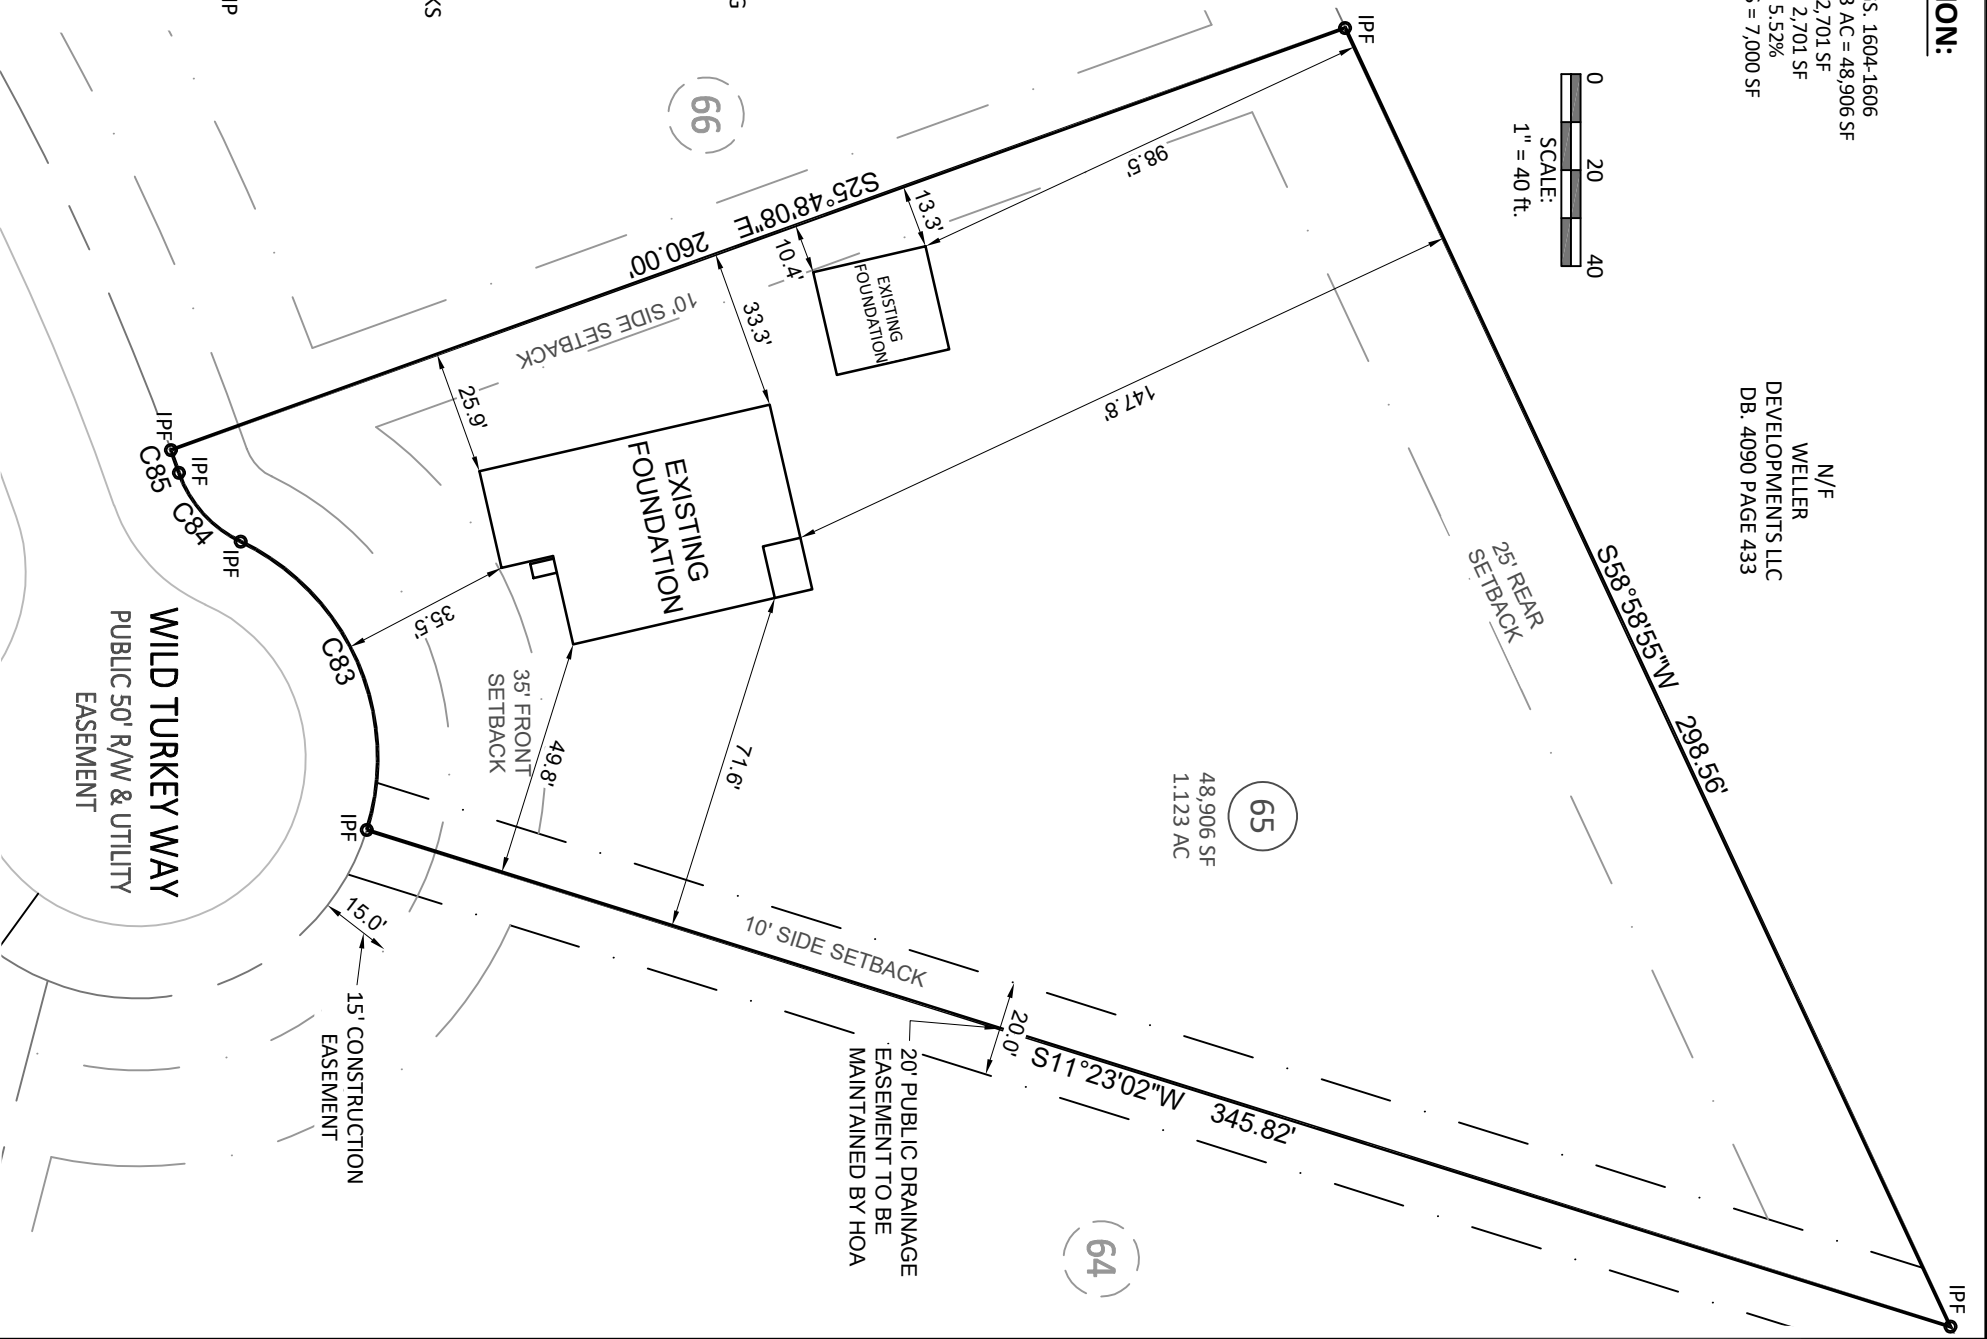 ION:
S. 1604-1606
AC = 48,906 SF
2,701 SF
2,701 SF
5.52%
= 7,000 SF
0 20 40
SCALE:
1" = 40 ft.
N/F
WELLER
DEVELOPMENTS LLC
DB. 4090 PAGE 433
IPF
S58°58'55"W 298.56'
IPF
25' REAR
SETBACK
98.5'
147.8'
66
S25°48'08"E 260.00'
10' SIDE SETBACK
13.3'
10.4'
33.3'
25.9'
EXISTING
FOUNDATION
EXISTING
FOUNDATION
65
48,906 SF
1.123 AC
71.6'
49.8'
35.5'
35' FRONT
SETBACK
IPF
C85
IPF
C84
IPF
C83
IPF
WILD TURKEY WAY
PUBLIC 50' R/W & UTILITY
EASEMENT
15.0'
15' CONSTRUCTION
EASEMENT
10' SIDE SETBACK
20.0'
S11°23'02"W 345.82'
20' PUBLIC DRAINAGE
EASEMENT TO BE
MAINTAINED BY HOA
64
G
KS
IP